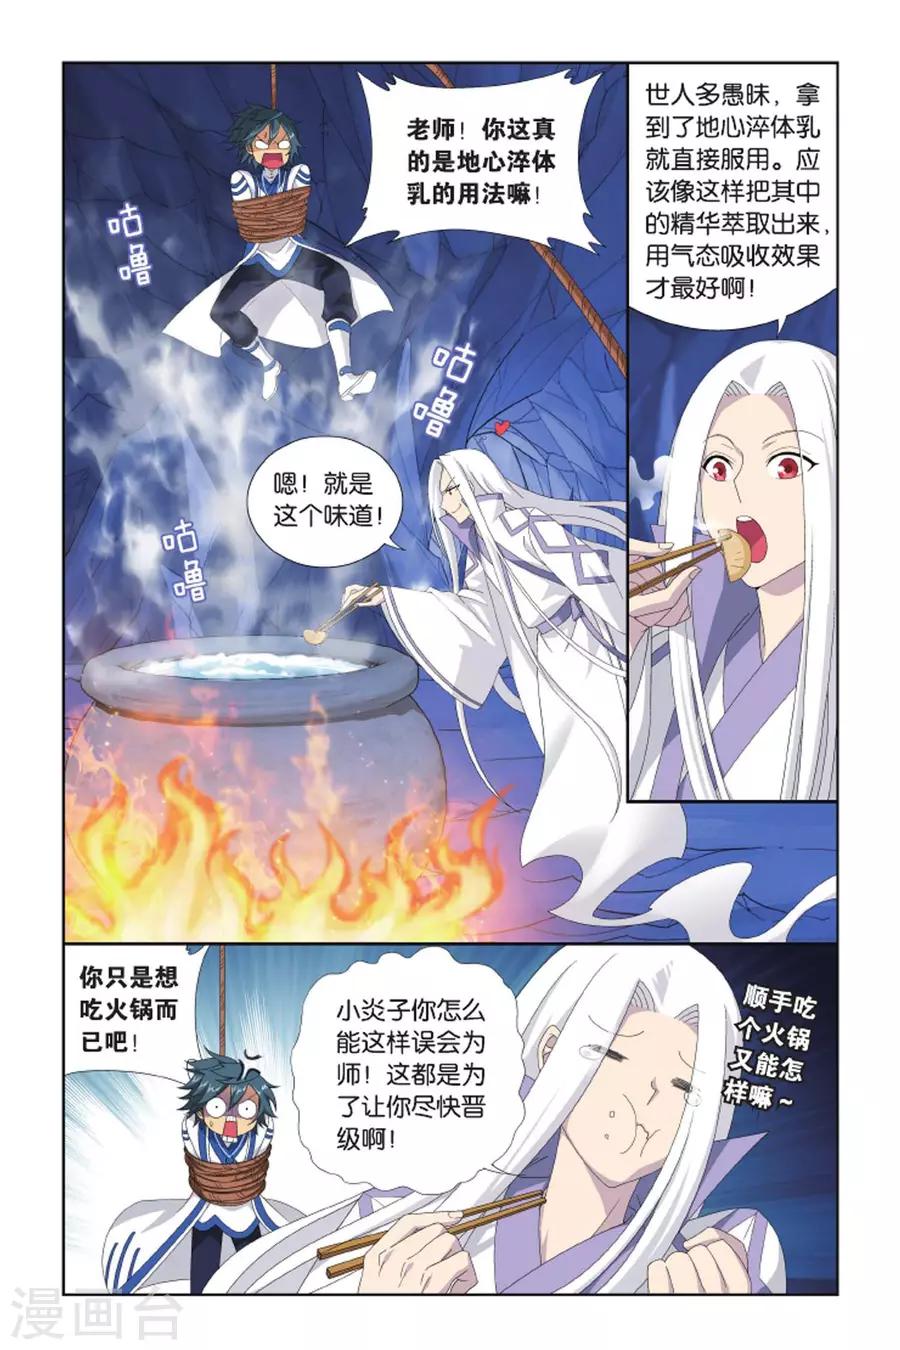 老师！你这真
的是地心淬体
乳的用法嘛！
世人多愚昧，拿
到了地心淬体乳
就直接服用。应
该像这样把其中
的精华萃取出来，
用气态吸收效果
才最好啊！
咕噜
咕噜
嗯！就是
这个味道！
咕噜
你只是想
吃火锅而
已吧！
小炎子你怎么
能这样误会为
师！这都是为
了让你尽快晋
级啊！
顺手吃
个火锅
又能怎
样嘛～
漫画台